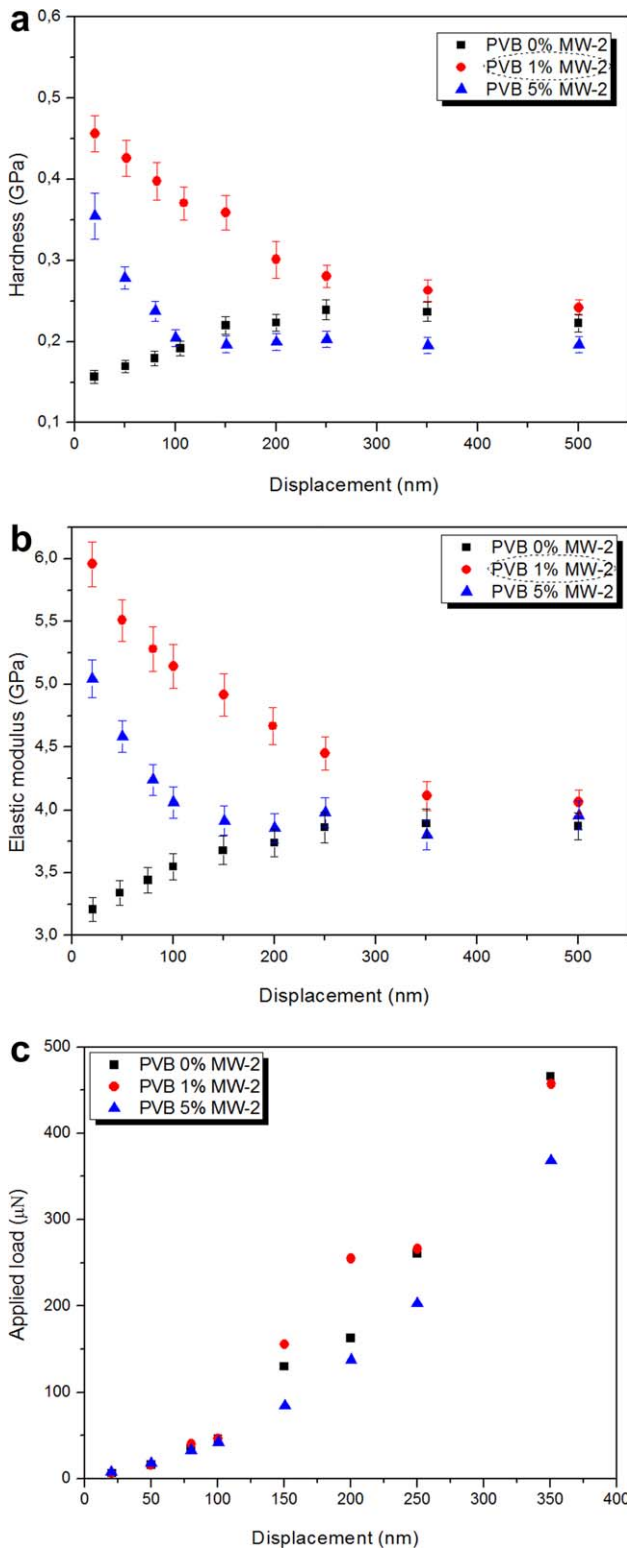 a
0,6
0,5
0,4
0,3
0,2
0,1
Hardness (GPa)
PVB 0% MW-2
PVB 1% MW-2
PVB 5% MW-2
0
100
200
300
400
500
Displacement (nm)
b
6,0
5,5
5,0
4,5
4,0
3,5
3,0
Elastic modulus (GPa)
PVB 0% MW-2
PVB 1% MW-2
PVB 5% MW-2
0
100
200
300
400
500
Displacement (nm)
c
500
400
300
200
100
0
Applied load (μN)
PVB 0% MW-2
PVB 1% MW-2
PVB 5% MW-2
0
50
100
150
200
250
300
350
400
Displacement (nm)